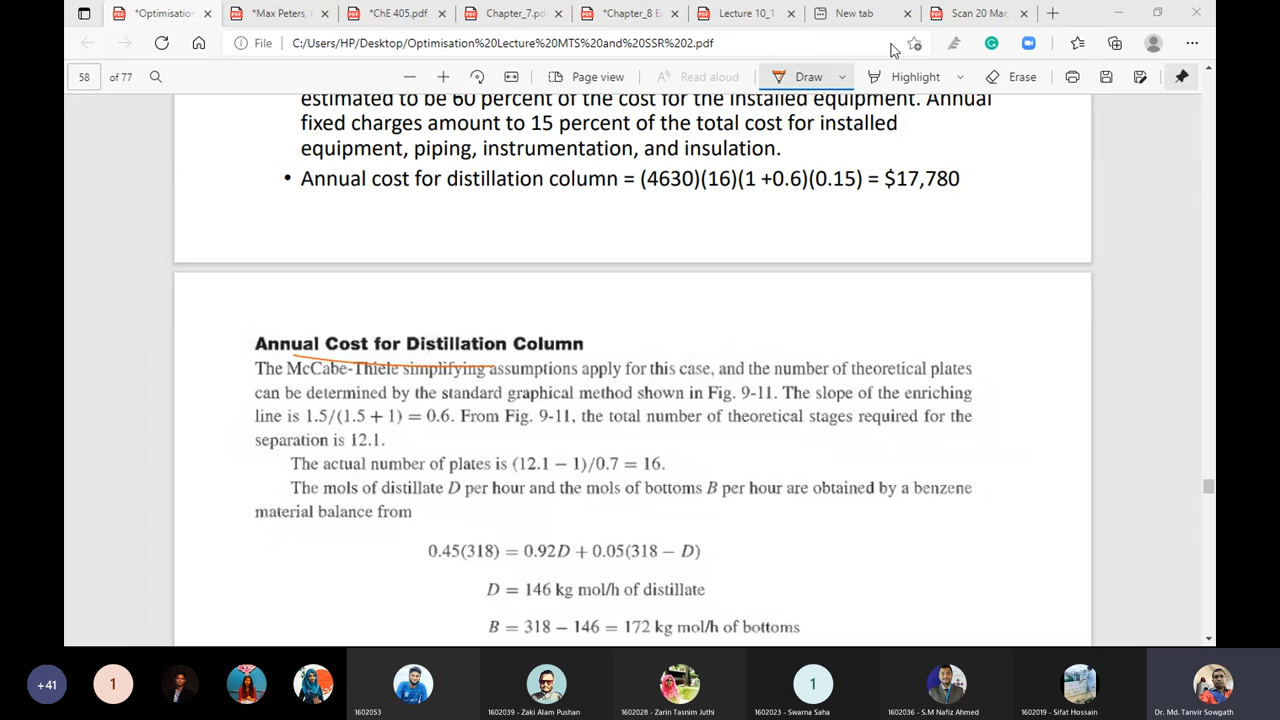 *Optimisation
*Max Peters,
*ChE 405.pdf
Chapter_7.pd
*Chapter_8 E
Lecture 10_1
New tab
Scan 20 Mar,
File
C:/Users/HP/Desktop/Optimisation%20Lecture%20MTS%20and%20SSR%202.pdf
58 of 77
Page view
Read aloud
Draw
Highlight
Erase
estimated to be 60 percent of the cost for the installed equipment. Annual
fixed charges amount to 15 percent of the total cost for installed
equipment, piping, instrumentation, and insulation.
• Annual cost for distillation column = (4630)(16)(1 +0.6)(0.15) = $17,780
Annual Cost for Distillation Column
The McCabe-Thiele simplifying assumptions apply for this case, and the number of theoretical plates
can be determined by the standard graphical method shown in Fig. 9-11. The slope of the enriching
line is 1.5/(1.5 + 1) = 0.6. From Fig. 9-11, the total number of theoretical stages required for the
separation is 12.1.
The actual number of plates is (12.1 − 1)/0.7 = 16.
The mols of distillate D per hour and the mols of bottoms B per hour are obtained by a benzene
material balance from
0.45(318) = 0.92D + 0.05(318 − D)
D = 146 kg mol/h of distillate
B = 318 − 146 = 172 kg mol/h of bottoms
+41
1
1
1602053
1602039 - Zaki Alam Pushan
1602028 - Zarin Tasnim Juthi
1602023 - Swarna Saha
1602036 - S.M Nafiz Ahmed
1602019 - Sifat Hossain
Dr. Md. Tanvir Sowgath